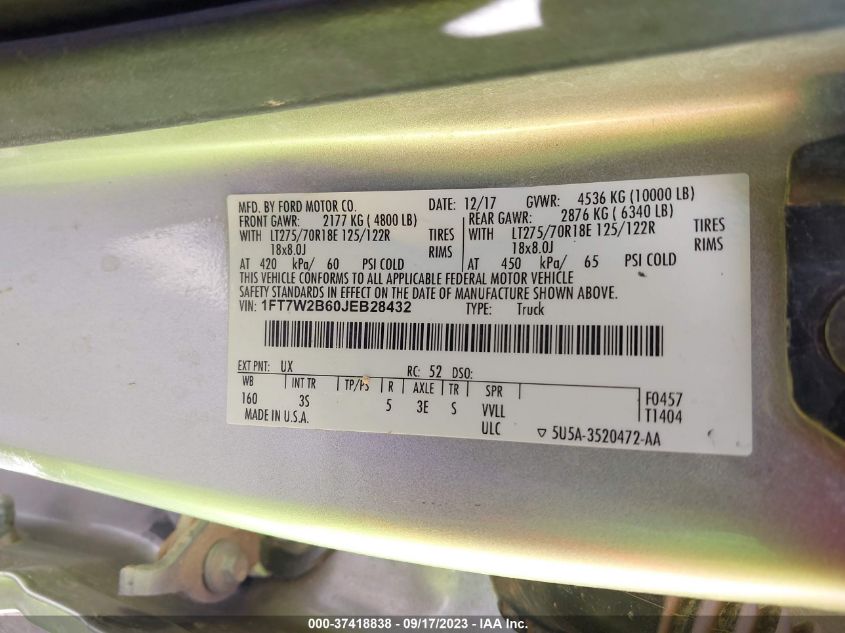 MFD. BY FORD MOTOR CO. DATE: 12/17 GVWR: 4536 KG (10000 LB)
FRONT GAWR: 2177 KG (4800 LB) REAR GAWR: 2876 KG (6340 LB)
WITH LT275/70R18E 125/122R TIRES WITH LT275/70R18E 125/122R TIRES
18x8.0J RIMS 18x8.0J RIMS
AT 420 kPa/ 60 PSI COLD AT 450 kPa/ 65 PSI COLD
THIS VEHICLE CONFORMS TO ALL APPLICABLE FEDERAL MOTOR VEHICLE
SAFETY STANDARDS IN EFFECT ON THE DATE OF MANUFACTURE SHOWN ABOVE.
VIN: 1FT7W2B60JEB28432 TYPE: Truck
EXT PNT: UX RC: 52 DSO:
WB INT TR TP/PS R AXLE TR SPR F0457
160 3S 5 3E S VVLL T1404
MADE IN U.S.A. ULC ▽ 5U5A-3520472-AA
000-37418838 - 09/17/2023 - IAA Inc.